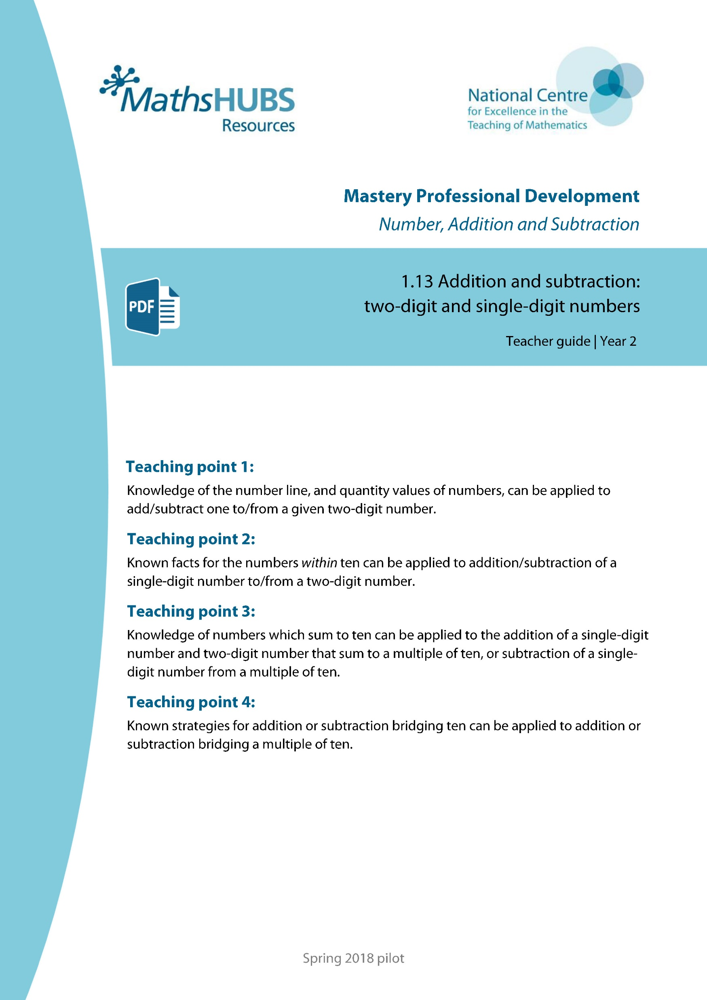 MathsHUBS
Resources
National Centre
for Excellence in the
Teaching of Mathematics
Mastery Professional Development
Number, Addition and Subtraction
PDF
1.13 Addition and subtraction:
two-digit and single-digit numbers
Teacher guide | Year 2
Teaching point 1:
Knowledge of the number line, and quantity values of numbers, can be applied to
add/subtract one to/from a given two-digit number.
Teaching point 2:
Known facts for the numbers within ten can be applied to addition/subtraction of a
single-digit number to/from a two-digit number.
Teaching point 3:
Knowledge of numbers which sum to ten can be applied to the addition of a single-digit
number and two-digit number that sum to a multiple of ten, or subtraction of a single-
digit number from a multiple of ten.
Teaching point 4:
Known strategies for addition or subtraction bridging ten can be applied to addition or
subtraction bridging a multiple of ten.
Spring 2018 pilot